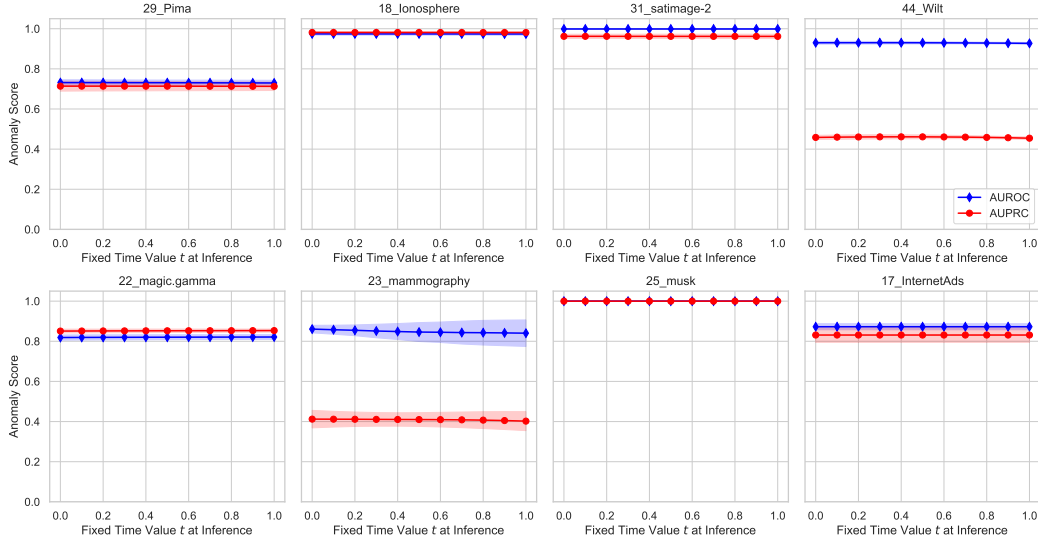 29_Pima
18_Ionosphere
31_satimage-2
44_Wilt
1.0
0.8
0.6
0.4
0.2
0.0
Anomaly Score
0.0 0.2 0.4 0.6 0.8 1.0
0.0 0.2 0.4 0.6 0.8 1.0
0.0 0.2 0.4 0.6 0.8 1.0
0.0 0.2 0.4 0.6 0.8 1.0
AUROC
AUPRC
Fixed Time Value t at Inference
Fixed Time Value t at Inference
Fixed Time Value t at Inference
Fixed Time Value t at Inference
22_magic.gamma
23_mammography
25_musk
17_InternetAds
1.0
0.8
0.6
0.4
0.2
0.0
Anomaly Score
0.0 0.2 0.4 0.6 0.8 1.0
0.0 0.2 0.4 0.6 0.8 1.0
0.0 0.2 0.4 0.6 0.8 1.0
0.0 0.2 0.4 0.6 0.8 1.0
Fixed Time Value t at Inference
Fixed Time Value t at Inference
Fixed Time Value t at Inference
Fixed Time Value t at Inference